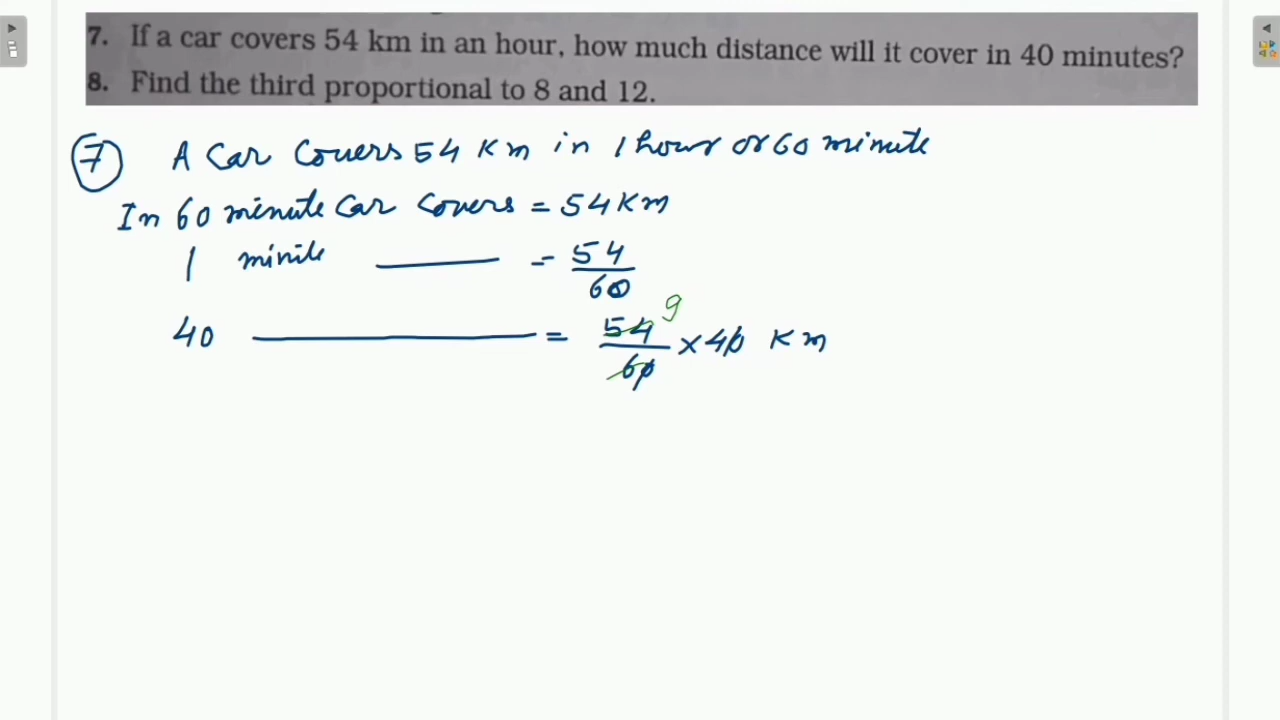 7. If a car covers 54 km in an hour, how much distance will it cover in 40 minutes?
8. Find the third proportional to 8 and 12.
7 A Car Covers 54 Km in 1 hour or 60 minute
In 60 minute Car Covers = 54 Km
1 minite —— = 54/60
40 —— = 54/60 9 × 40 Km